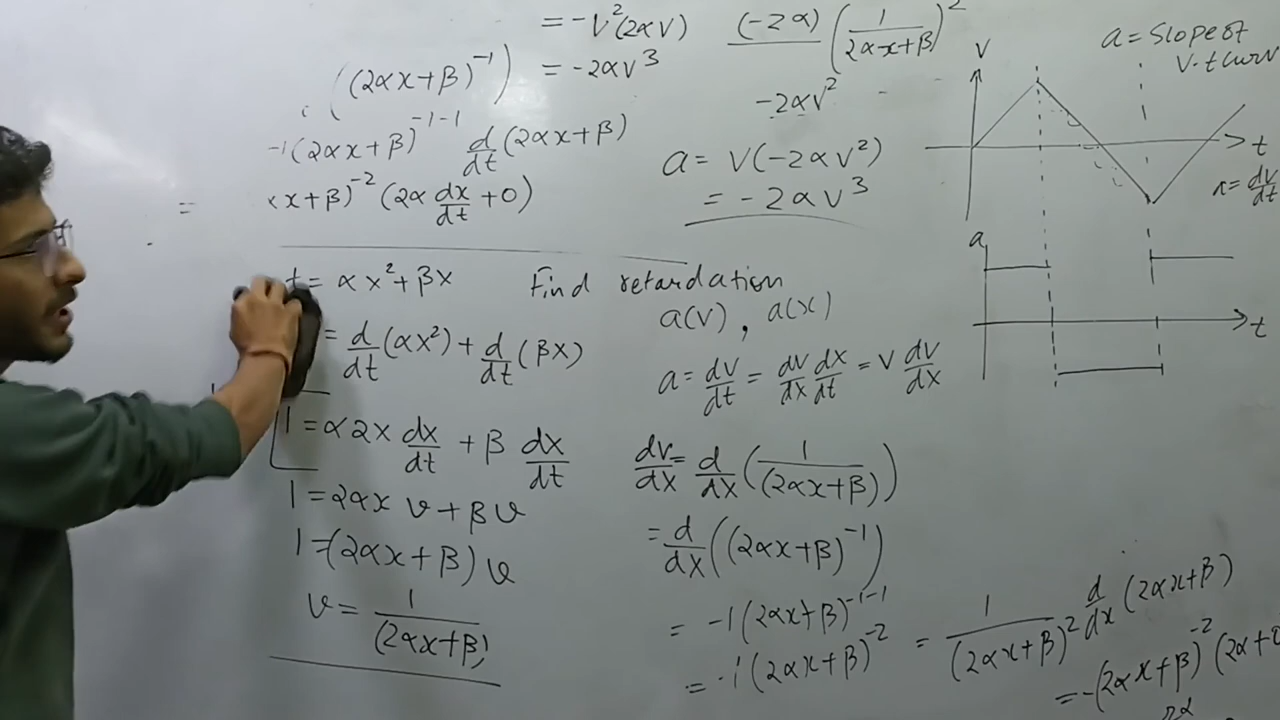 = -V²(2αV)
= -2αV³
((2αx+β)⁻¹)
-1(2αx+β)⁻¹⁻¹ d/dt (2αx+β)
= x+β)⁻² (2α dx/dt +0)
(-2α) (1/(2αx+β))²
-2αV²
a = V(-2αV²)
= -2αV³
a = Slope of
V-t curv
V
t
a = dv/dt
a
t
t = αx²+βx Find retardation
a(V), a(x)
= d/dt (αx²) + d/dt (βx)
1 = α2x dx/dt + β dx/dt
1 = 2αx v + βv
1 = (2αx+β) v
v = 1/(2αx+β)
a = dv/dt = dv/dx dx/dt = V dv/dx
dv/dx = d/dx (1/(2αx+β))
= d/dx ((2αx+β)⁻¹)
= -1(2αx+β)⁻¹⁻¹
= -1(2αx+β)⁻² = 1/(2αx+β)² d/dx (2αx+β)
= -(2αx+β)⁻² (2α+0
2α